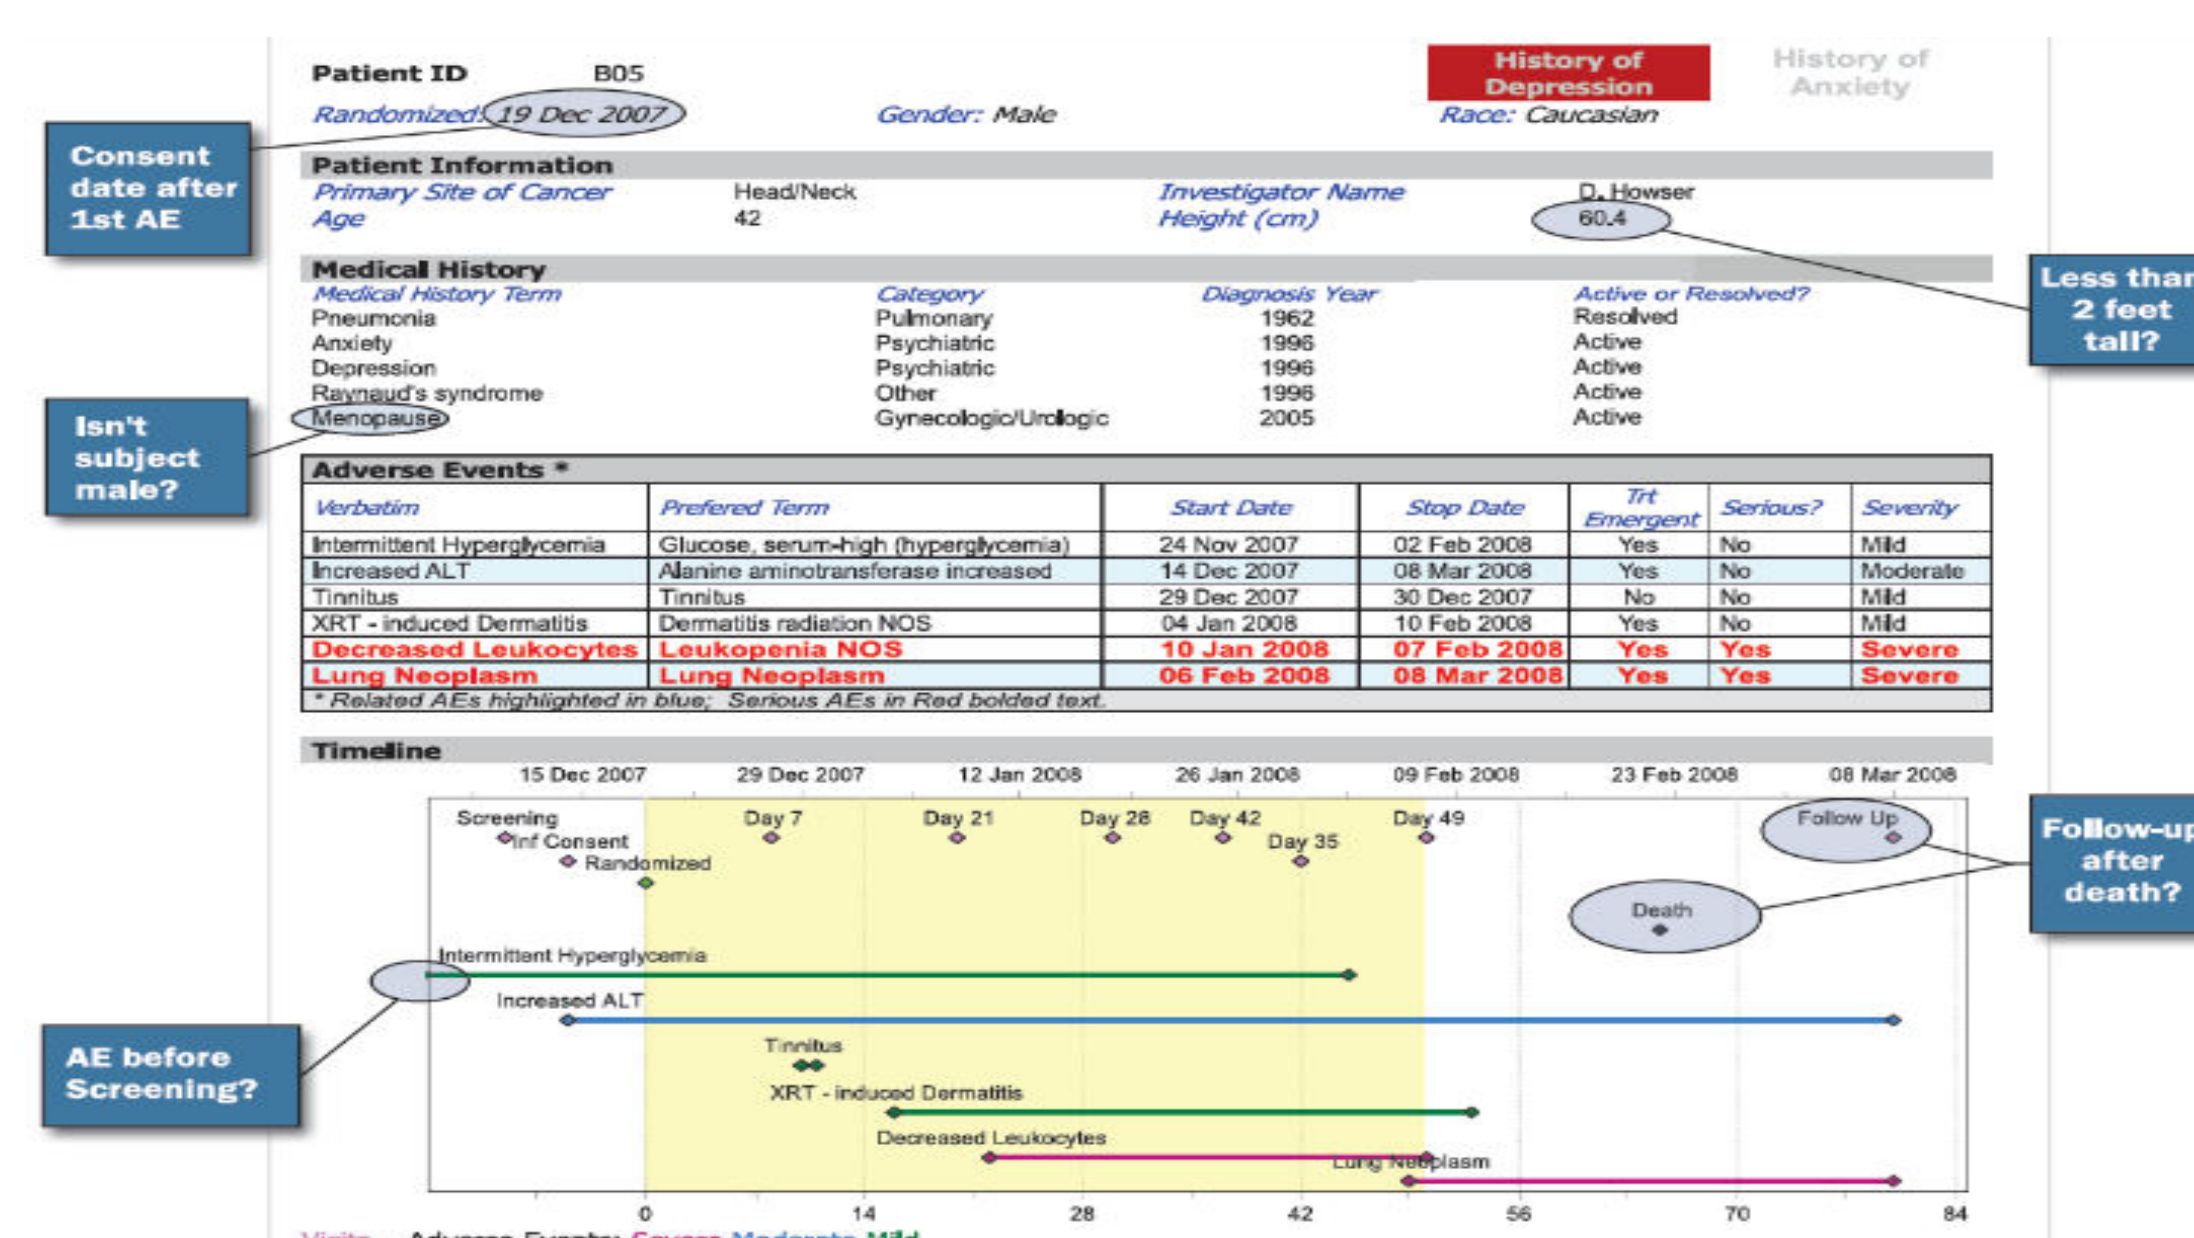 Patient ID B05
History of Depression
History of Anxiety
Randomized: 19 Dec 2007 Gender: Male Race: Caucasian
Consent date after 1st AE
Patient Information
Primary Site of Cancer Head/Neck Investigator Name D. Howser
Age 42 Height (cm) 60.4
Less than 2 feet tall?
Medical History
Medical History Term Category Diagnosis Year Active or Resolved?
Pneumonia Pulmonary 1962 Resolved
Anxiety Psychiatric 1996 Active
Depression Psychiatric 1996 Active
Raynaud's syndrome Other 1996 Active
Menopause Gynecologic/Urologic 2005 Active
Isn't subject male?
Adverse Events *
Verbatim Prefered Term Start Date Stop Date Trt Emergent Serious? Severity
Intermittent Hyperglycemia Glucose, serum-high (hyperglycemia) 24 Nov 2007 02 Feb 2008 Yes No Mild
Increased ALT Alanine aminotransferase increased 14 Dec 2007 08 Mar 2008 Yes No Moderate
Tinnitus Tinnitus 29 Dec 2007 30 Dec 2007 No No Mild
XRT - induced Dermatitis Dermatitis radiation NOS 04 Jan 2008 10 Feb 2008 Yes No Mild
Decreased Leukocytes Leukopenia NOS 10 Jan 2008 07 Feb 2008 Yes Yes Severe
Lung Neoplasm Lung Neoplasm 06 Feb 2008 08 Mar 2008 Yes Yes Severe
* Related AEs highlighted in blue; Serious AEs in Red bolded text.
Timeline
15 Dec 2007 29 Dec 2007 12 Jan 2008 26 Jan 2008 09 Feb 2008 23 Feb 2008 08 Mar 2008
Screening Day 7 Day 21 Day 28 Day 42 Day 49 Follow Up
Inf Consent Day 35
Randomized
Follow-up after death?
Death
Intermittent Hyperglycemia
Increased ALT
AE before Screening?
Tinnitus
XRT - induced Dermatitis
Decreased Leukocytes
Lung Neoplasm
0 14 28 42 56 70 84
Visits Adverse Events: Severe Moderate Mild